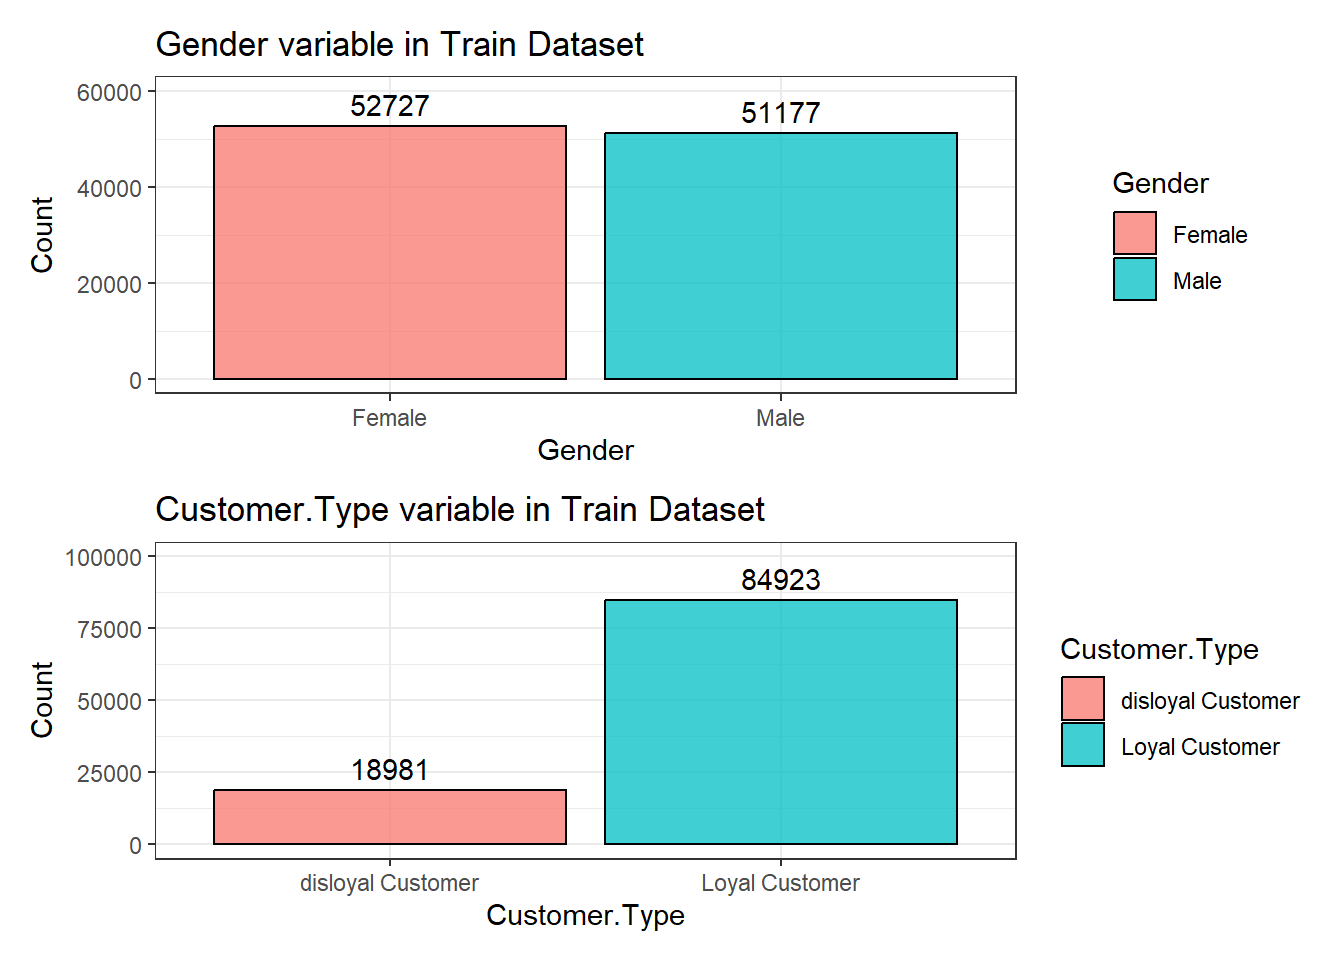 Gender variable in Train Dataset
60000
40000
20000
0
Count
52727
51177
Female
Male
Gender
Gender
Female
Male
Customer.Type variable in Train Dataset
100000
75000
50000
25000
0
Count
18981
84923
disloyal Customer
Loyal Customer
Customer.Type
Customer.Type
disloyal Customer
Loyal Customer